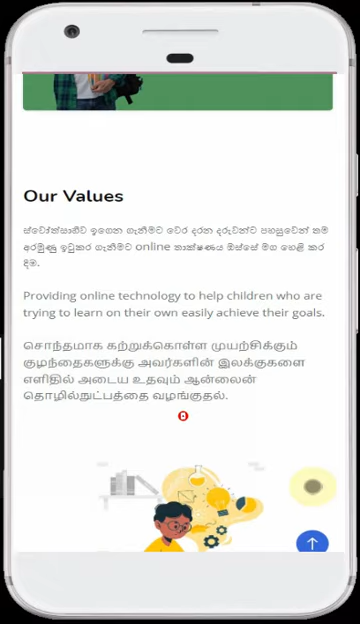 Our Values
ස්වෝත්සාහීව ඉගෙන ගැනීමට වෙර දරන දරුවන්ට පහසුවෙන් තම
අරමුණු ඉටුකර ගැනීමට online තාක්ෂණය ඔස්සේ මග හෙළි කර
දීම.
Providing online technology to help children who are
trying to learn on their own easily achieve their goals.
சொந்தமாக கற்றுக்கொள்ள முயற்சிக்கும்
குழந்தைகளுக்கு அவர்களின் இலக்குகளை
எளிதில் அடைய உதவும் ஆன்லைன்
தொழில்நுட்பத்தை வழங்குதல்.